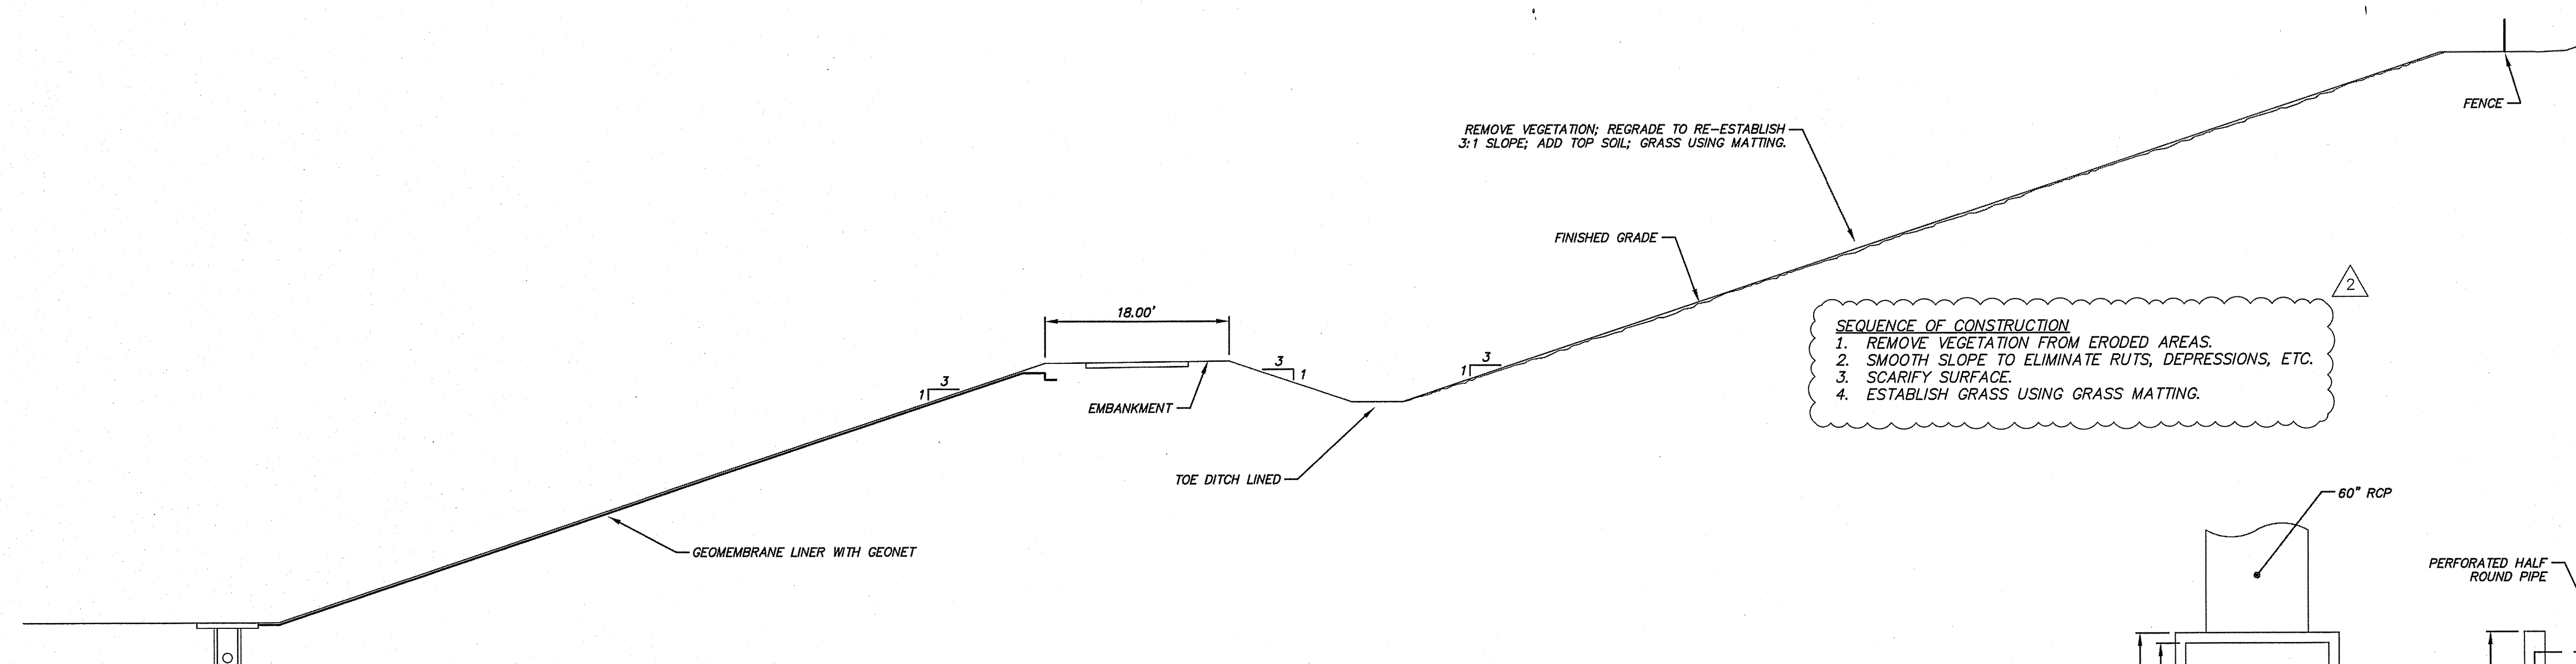 FENCE
REMOVE VEGETATION; REGRADE TO RE-ESTABLISH
3:1 SLOPE; ADD TOP SOIL; GRASS USING MATTING.
FINISHED GRADE
2
18.00'
SEQUENCE OF CONSTRUCTION
1. REMOVE VEGETATION FROM ERODED AREAS.
2. SMOOTH SLOPE TO ELIMINATE RUTS, DEPRESSIONS, ETC.
3. SCARIFY SURFACE.
4. ESTABLISH GRASS USING GRASS MATTING.
3
1
3
1
3
1
EMBANKMENT
TOE DITCH LINED
60" RCP
GEOMEMBRANE LINER WITH GEONET
PERFORATED HALF
ROUND PIPE